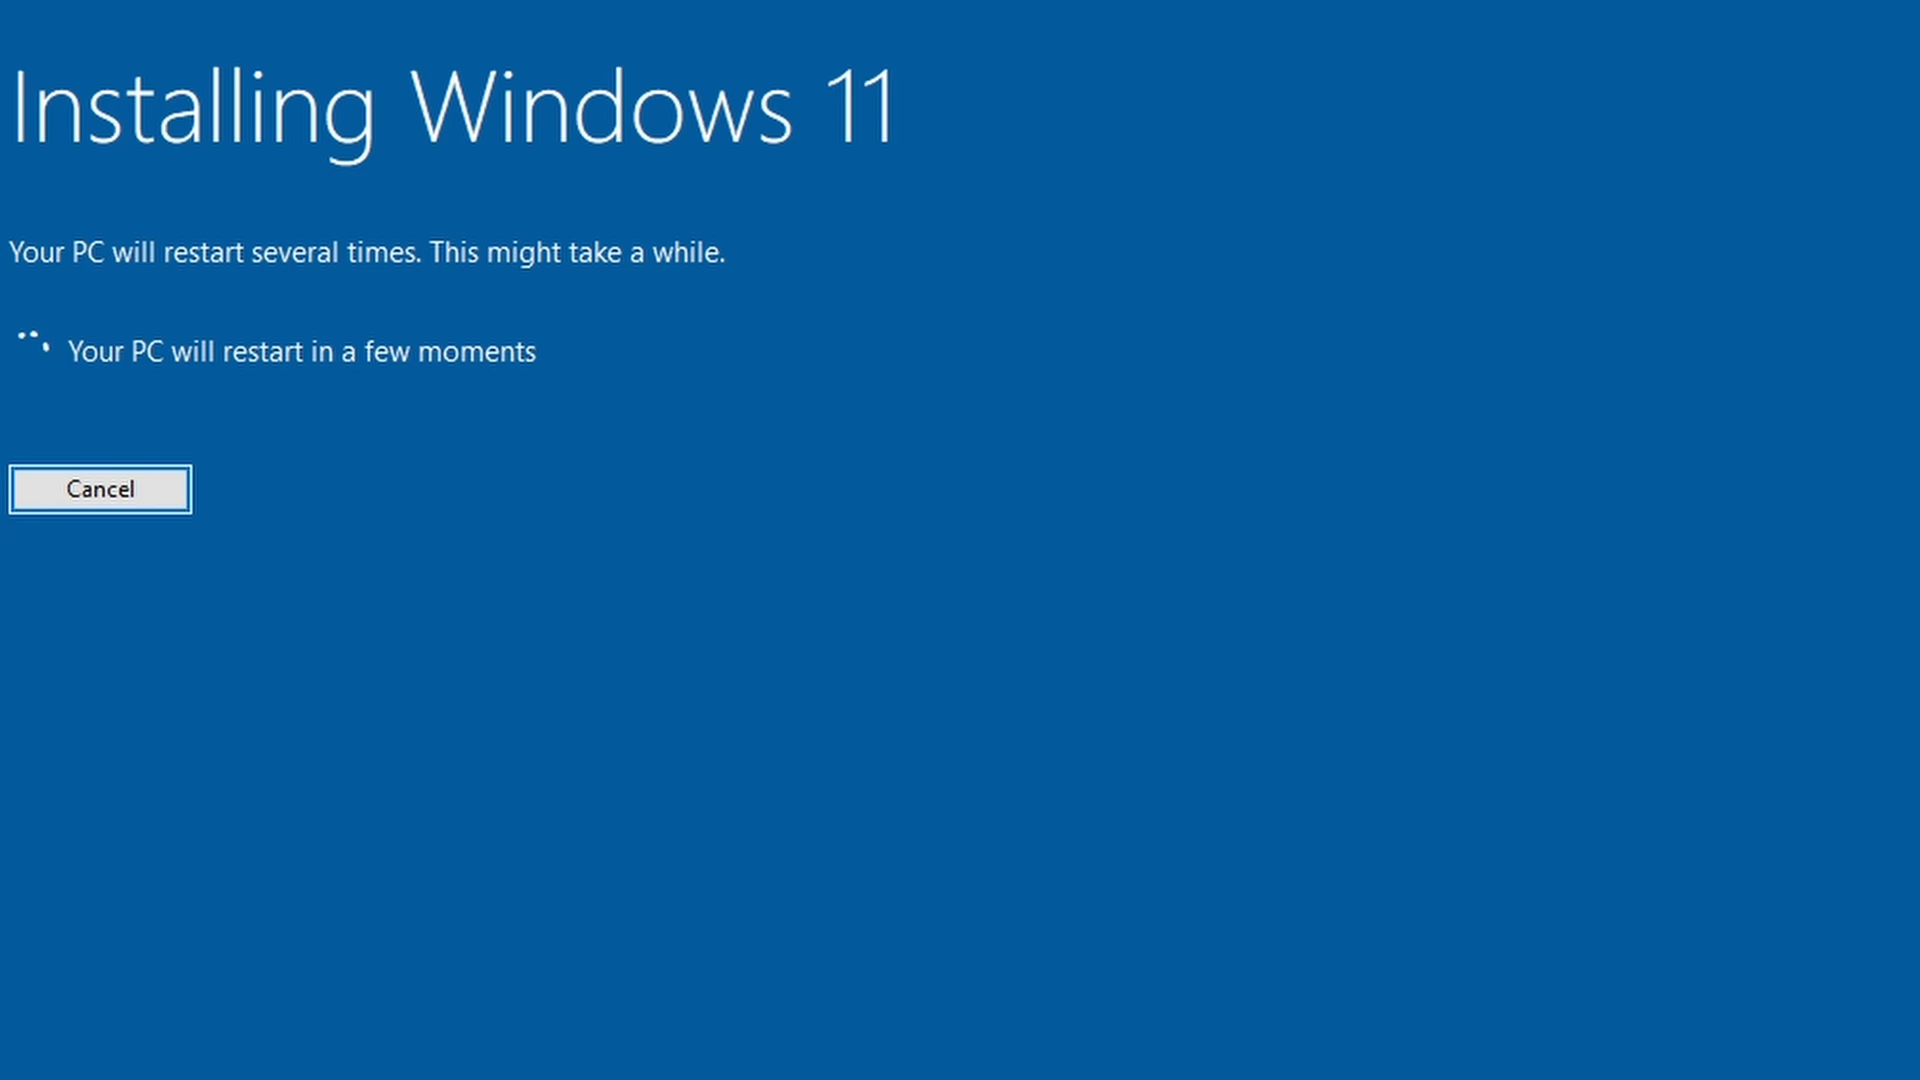 Installing Windows 11
Your PC will restart several times. This might take a while.
Your PC will restart in a few moments
Cancel